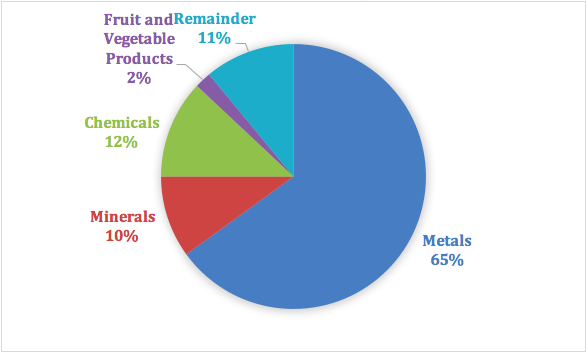 Fruit and
Vegetable
Products
2%
Remainder
11%
Chemicals
12%
Minerals
10%
Metals
65%